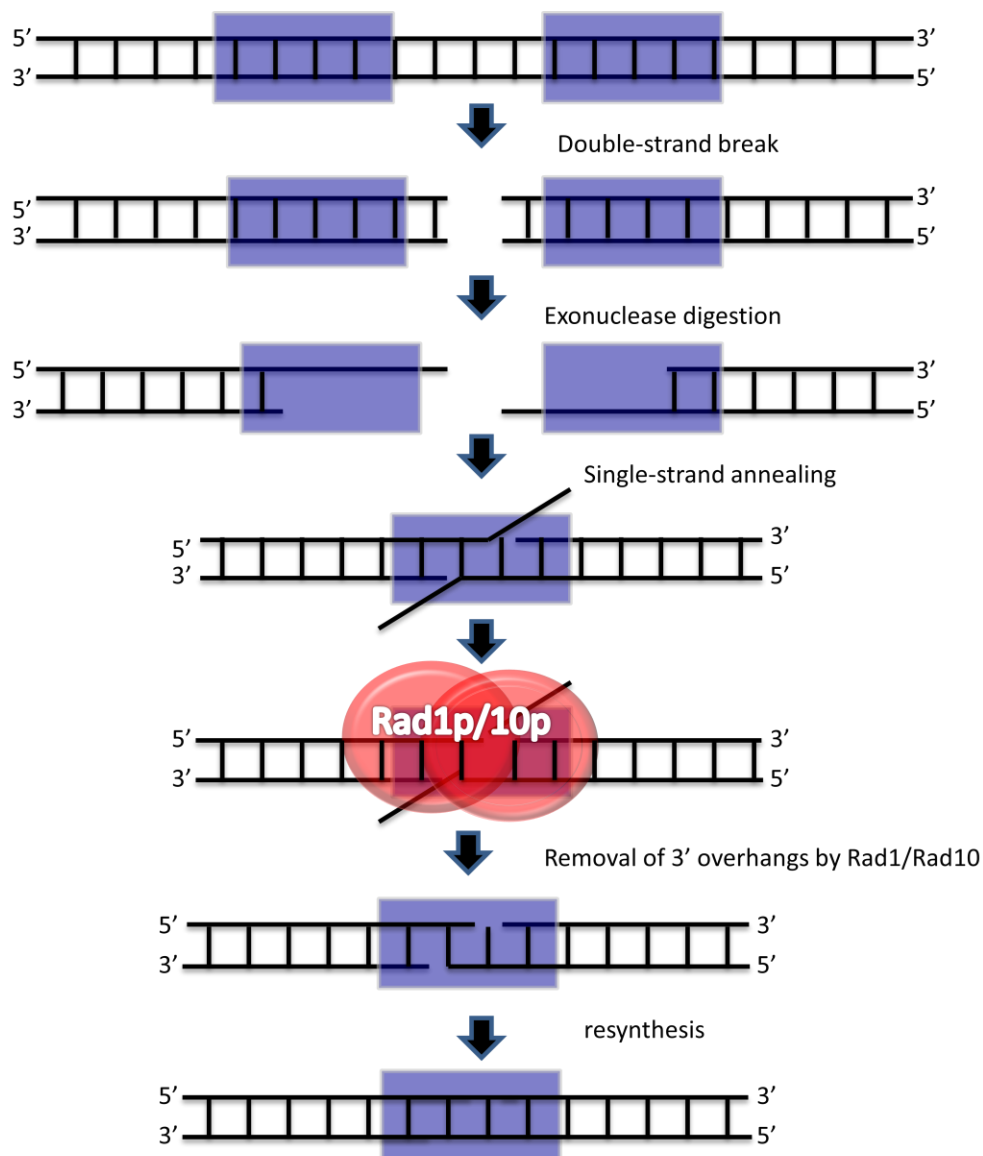 5’ 3’
3’ 5’
Double-strand break
5’ 3’
3’ 5’
Exonuclease digestion
5’ 3’
3’ 5’
Single-strand annealing
5’ 3’
3’ 5’
Rad1p/10p
5’ 3’
3’ 5’
Removal of 3’ overhangs by Rad1/Rad10
5’ 3’
3’ 5’
resynthesis
5’ 3’
3’ 5’